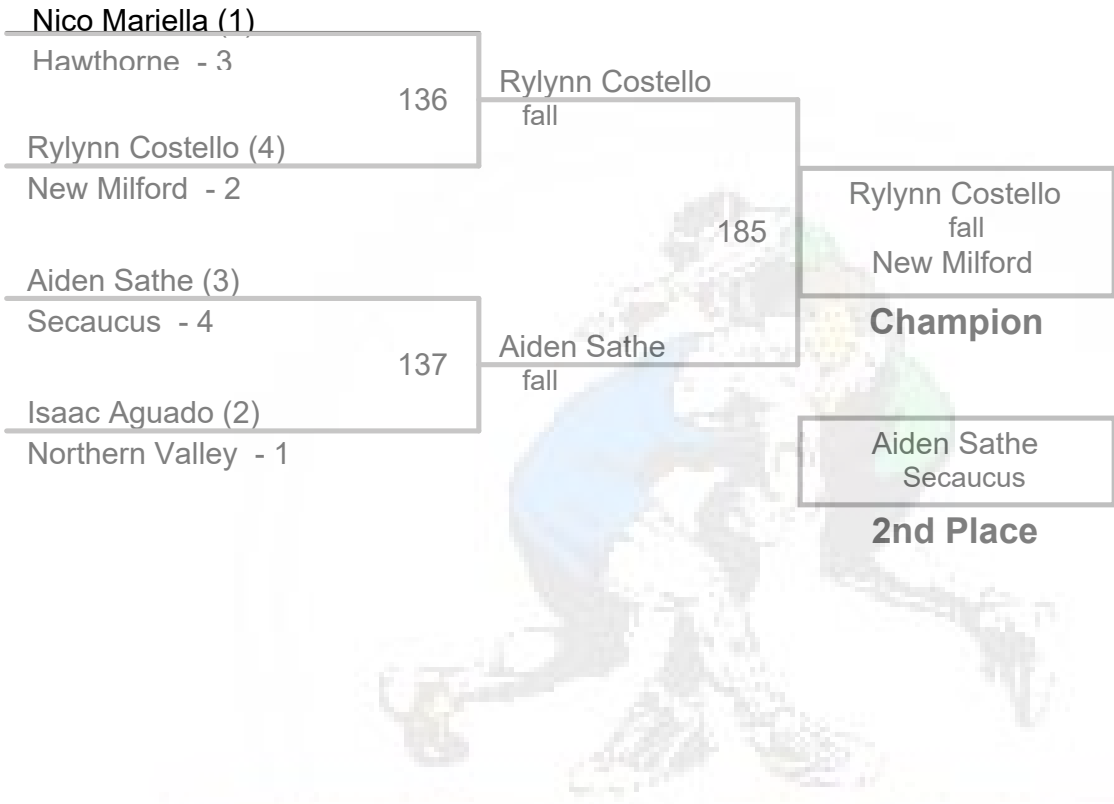 Nico Mariella (1)
Hawthorne - 3
136
Rylynn Costello
fall
Rylynn Costello (4)
New Milford - 2
185
Rylynn Costello
fall
New Milford
Champion
Aiden Sathe (3)
Secaucus - 4
137
Aiden Sathe
fall
Isaac Aguado (2)
Northern Valley - 1
Aiden Sathe
Secaucus
2nd Place